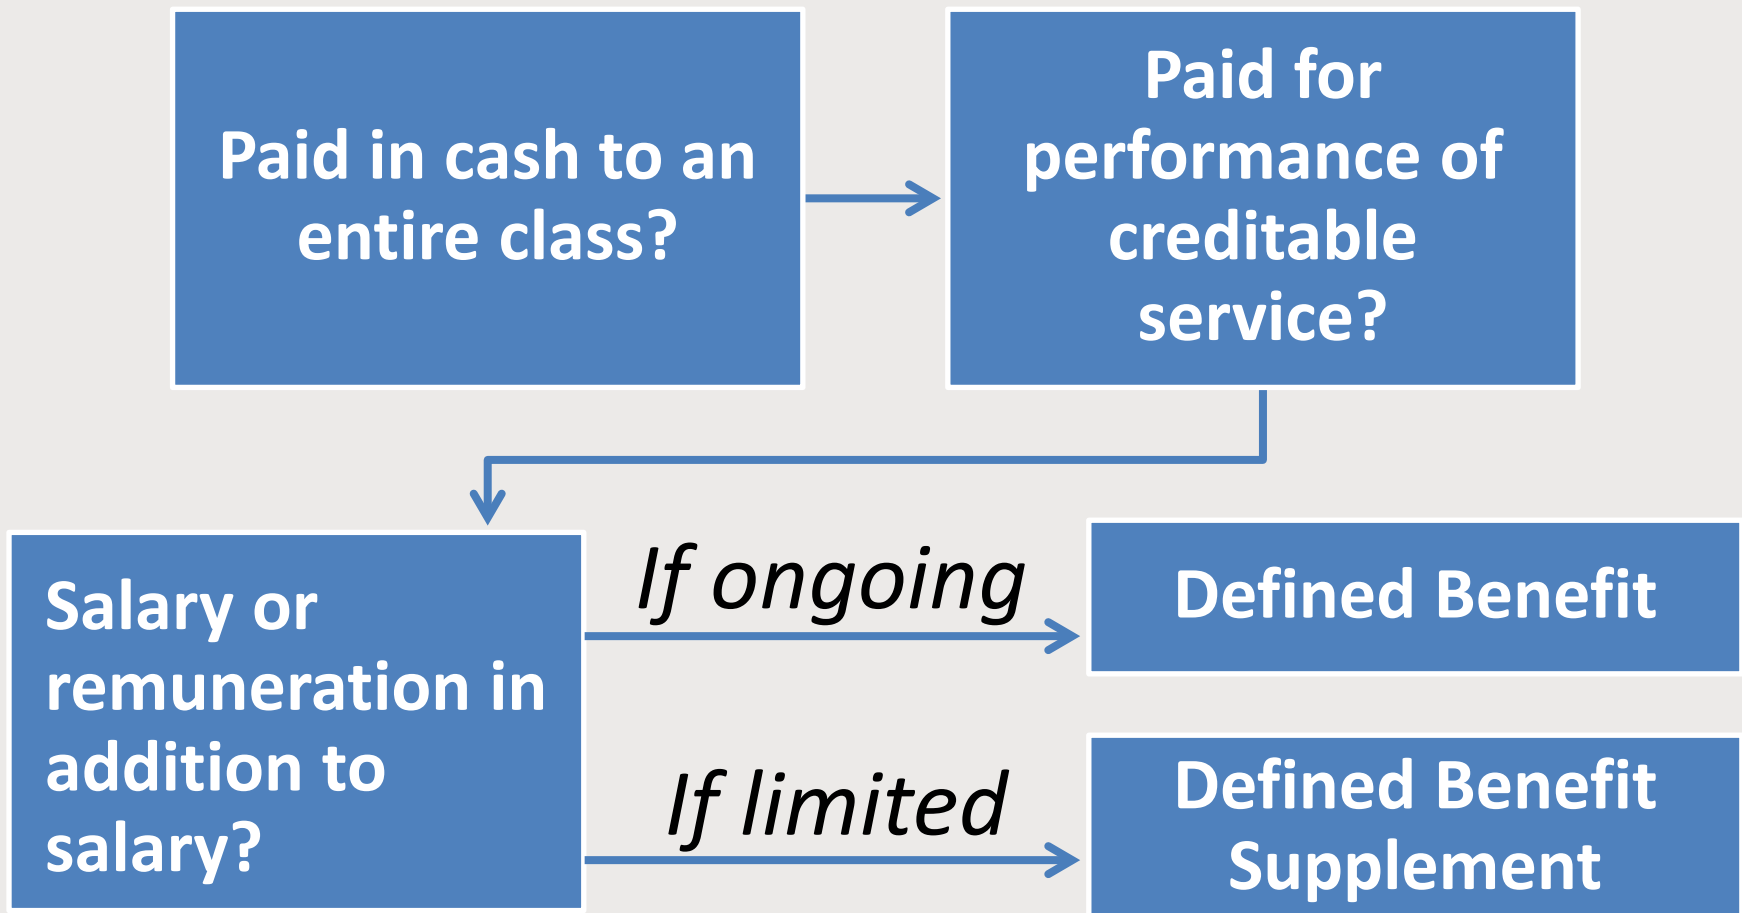 Paid in cash to an
entire class?
Paid for
performance of
creditable
service?
Salary or
remuneration in
addition to
salary?
If ongoing
Defined Benefit
If limited
Defined Benefit
Supplement